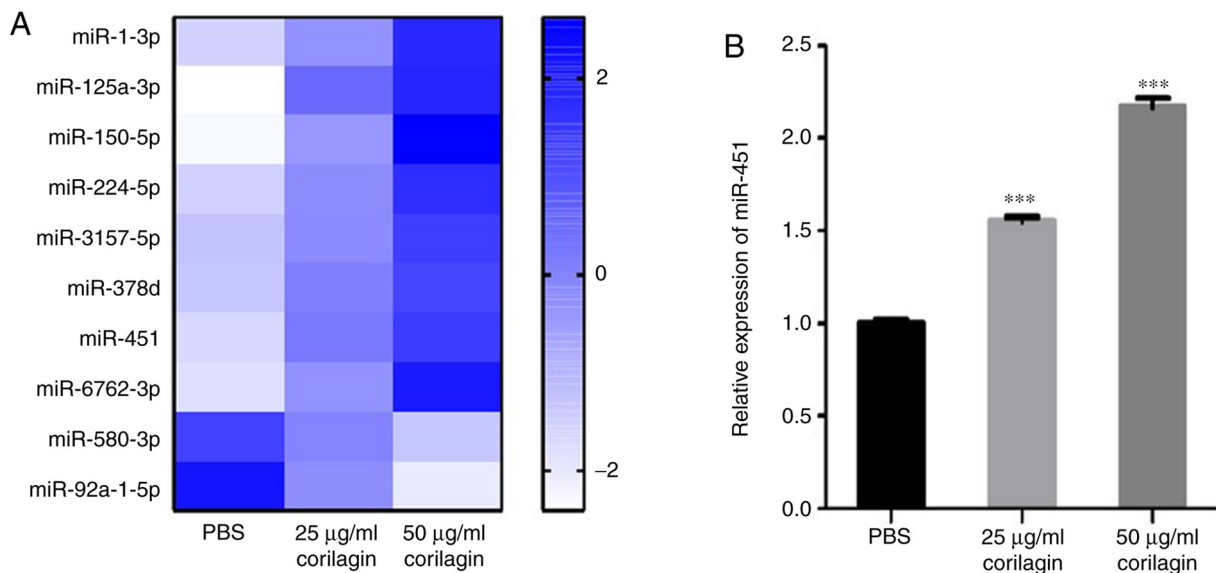 A
miR-1-3p
miR-125a-3p
miR-150-5p
miR-224-5p
miR-3157-5p
miR-378d
miR-451
miR-6762-3p
miR-580-3p
miR-92a-1-5p
PBS
25 μg/ml
corilagin
50 μg/ml
corilagin
2
0
−2
B
Relative expression of miR-451
2.5
2.0
1.5
1.0
0.5
0.0
***
***
PBS
25 μg/ml
corilagin
50 μg/ml
corilagin